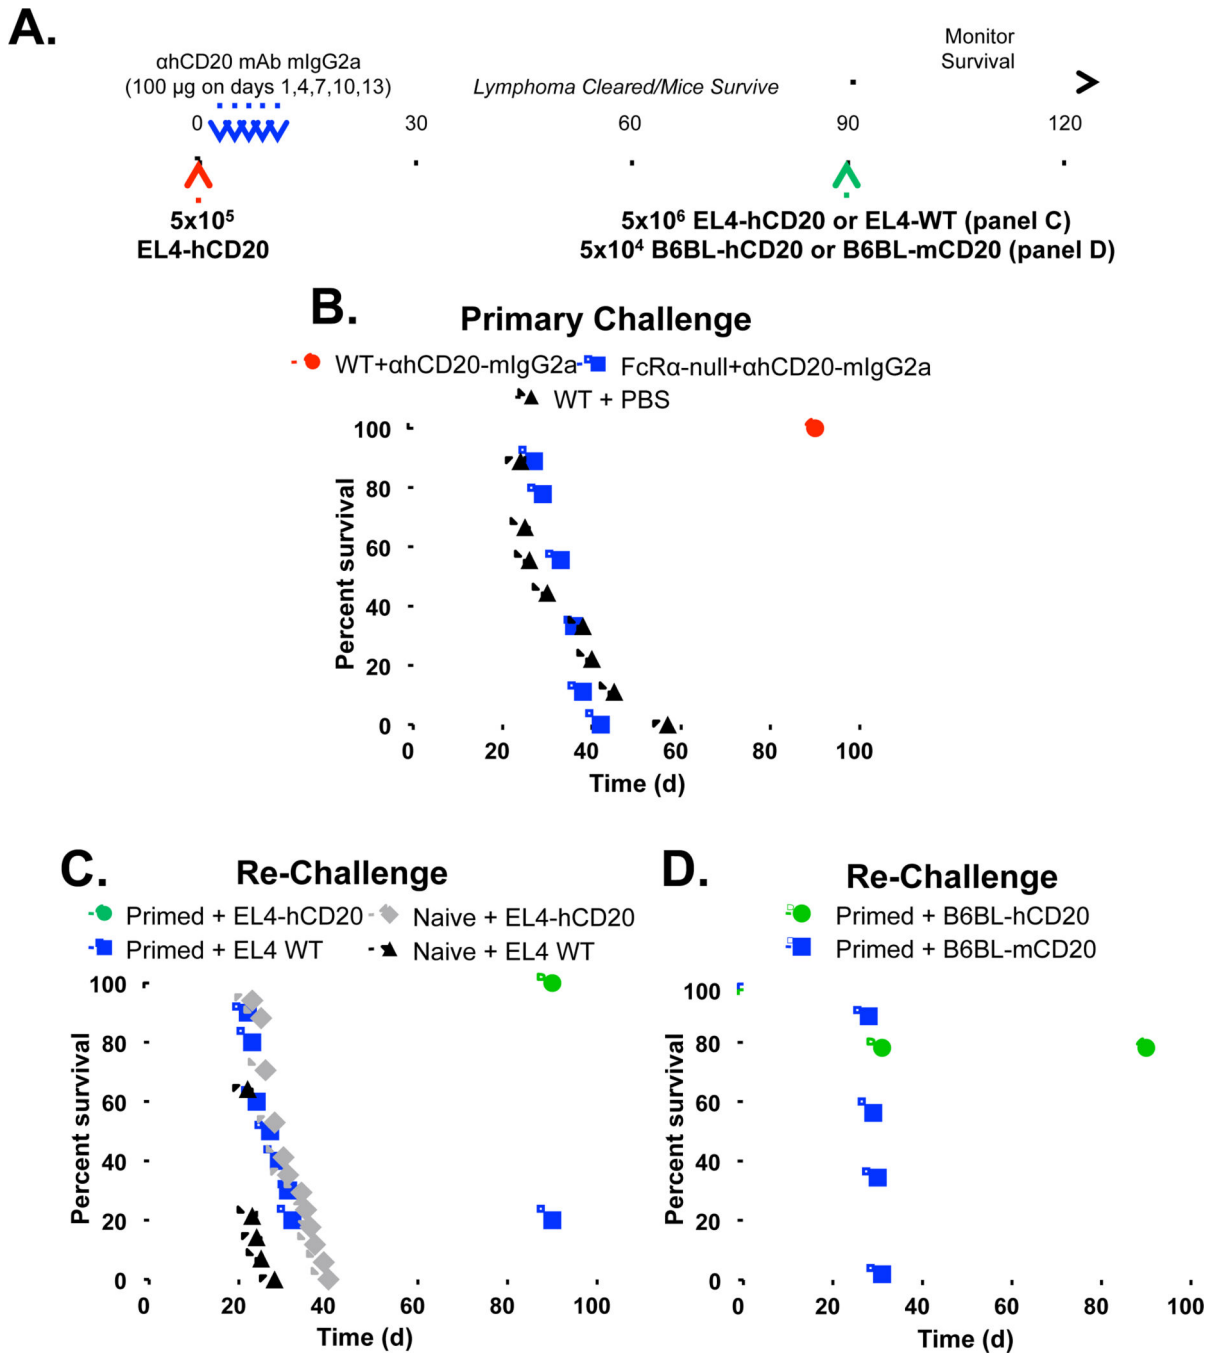 A.
αhCD20 mAb mIgG2a
(100 µg on days 1,4,7,10,13)
Lymphoma Cleared/Mice Survive
Monitor
Survival
0 30 60 90 120
5x10⁵
EL4-hCD20
5x10⁶ EL4-hCD20 or EL4-WT (panel C)
5x10⁴ B6BL-hCD20 or B6BL-mCD20 (panel D)
B.
Primary Challenge
WT+αhCD20-mIgG2a
FcRα-null+αhCD20-mIgG2a
WT + PBS
Percent survival
100
80
60
40
20
0
0 20 40 60 80 100
Time (d)
C.
Re-Challenge
Primed + EL4-hCD20
Naive + EL4-hCD20
Primed + EL4 WT
Naive + EL4 WT
Percent survival
100
80
60
40
20
0
0 20 40 60 80 100
Time (d)
D.
Re-Challenge
Primed + B6BL-hCD20
Primed + B6BL-mCD20
Percent survival
100
80
60
40
20
0
0 20 40 60 80 100
Time (d)